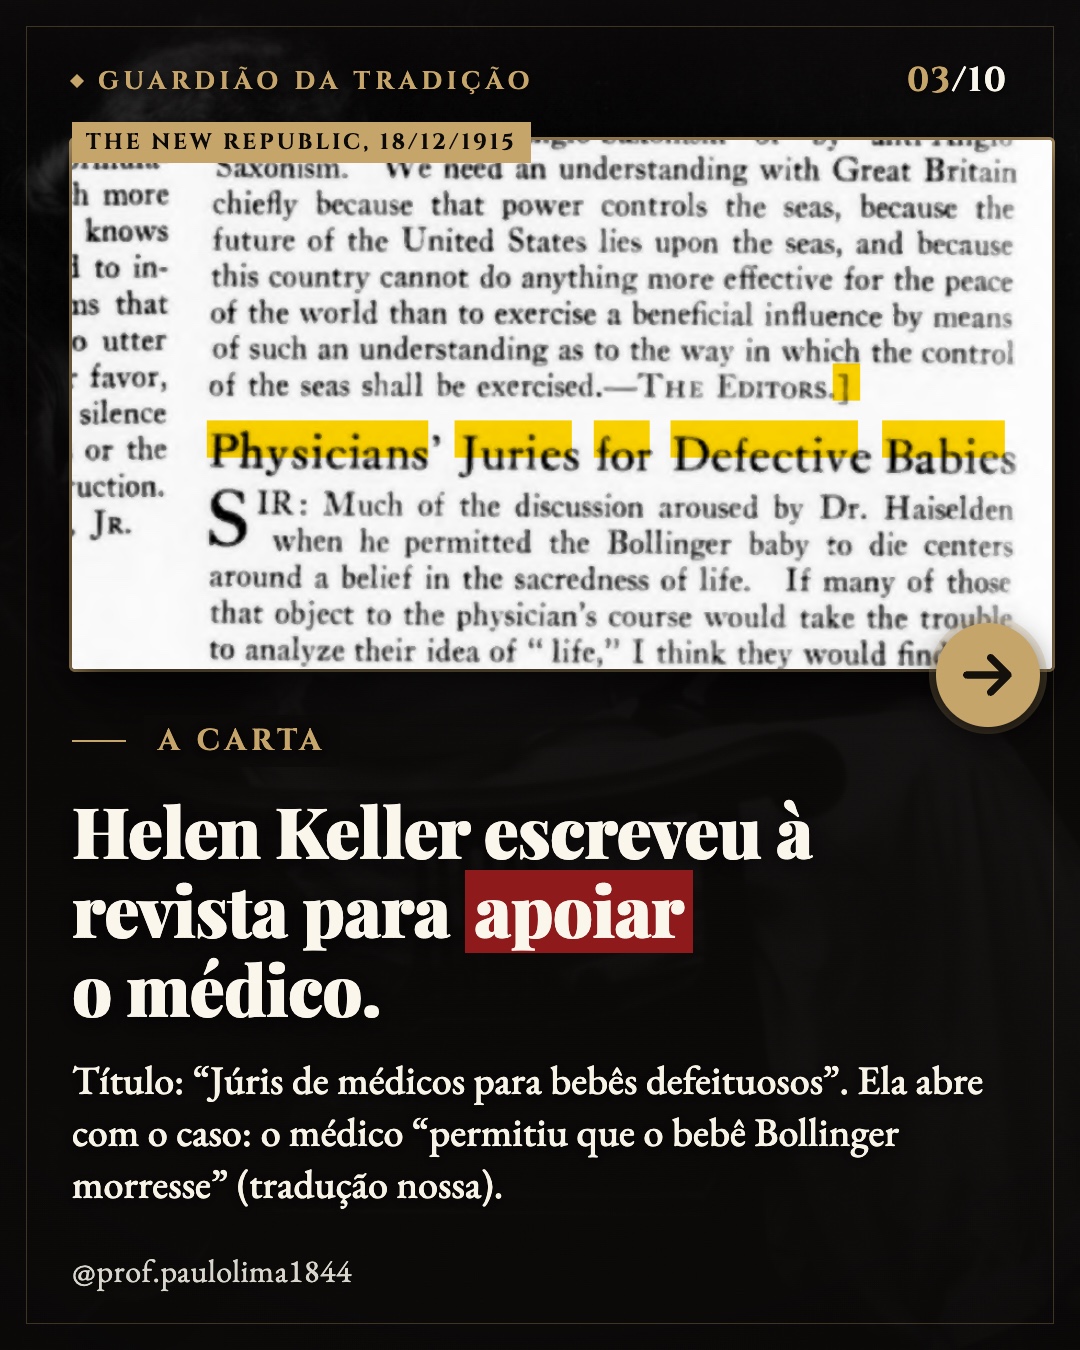 ◆ GUARDIÃO DA TRADIÇÃO
03/10
THE NEW REPUBLIC, 18/12/1915
h more
knows
to in-
ns that
o utter
favor,
silence
or the
uction.
JR.
Saxonism. We need an understanding with Great Britain
chiefly because that power controls the seas, because the
future of the United States lies upon the seas, and because
this country cannot do anything more effective for the peace
of the world than to exercise a beneficial influence by means
of such an understanding as to the way in which the control
of the seas shall be exercised.—THE EDITORS.]
Physicians’ Juries for Defective Babies
SIR: Much of the discussion aroused by Dr. Haiselden
when he permitted the Bollinger baby to die centers
around a belief in the sacredness of life. If many of those
that object to the physician’s course would take the trouble
to analyze their idea of “ life,” I think they would find
A CARTA
Helen Keller escreveu à
revista para apoiar
o médico.
Título: “Júris de médicos para bebês defeituosos”. Ela abre
com o caso: o médico “permitiu que o bebê Bollinger
morresse” (tradução nossa).
@prof.paulolima1844